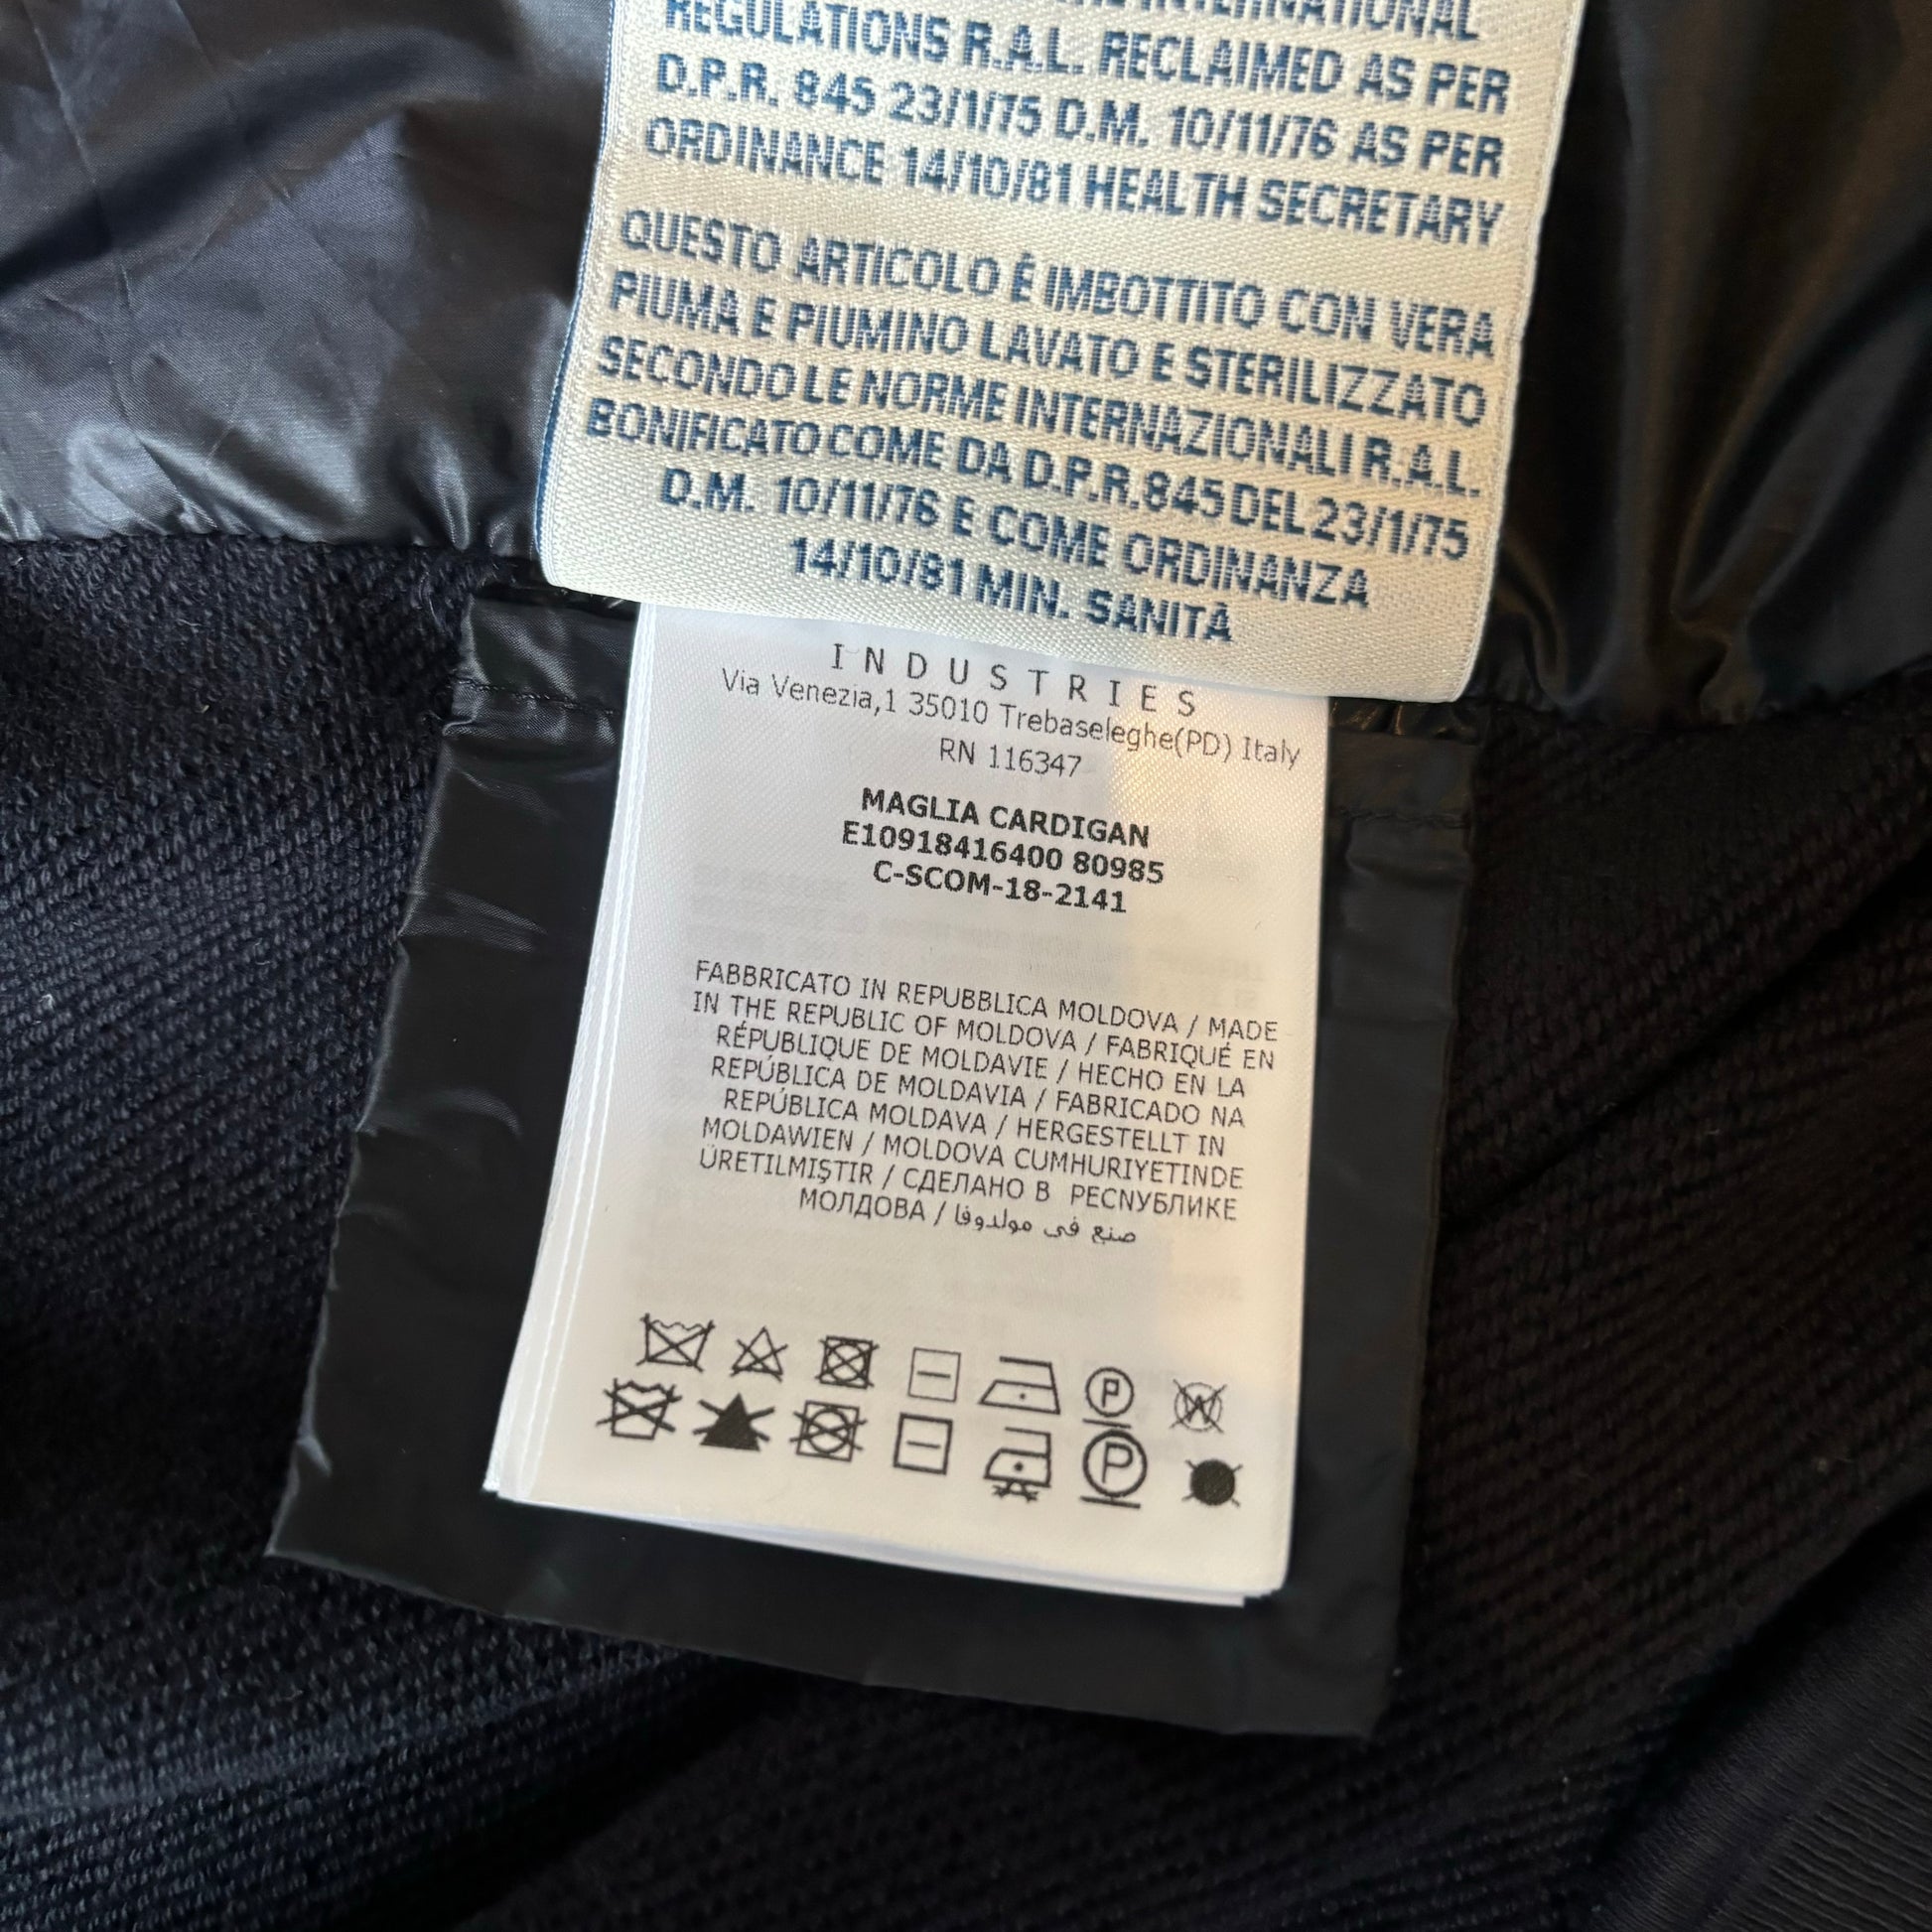 INTERNATIONAL
REGULATIONS R.A.L. RECLAIMED AS PER
D.P.R. 845 23/1/75 D.M. 10/11/76 AS PER
ORDINANCE 14/10/81 HEALTH SECRETARY
QUESTO ARTICOLO È IMBOTTITO CON VERA
PIUMA E PIUMINO LAVATO E STERILIZZATO
SECONDO LE NORME INTERNAZIONALI R.A.L.
BONIFICATO COME DA D.P.R. 845 DEL 23/1/75
D.M. 10/11/76 E COME ORDINANZA
14/10/81 MIN. SANITÀ
INDUSTRIES
Via Venezia,1 35010 Trebaseleghe(PD) Italy
RN 116347
MAGLIA CARDIGAN
E10918416400 80985
C-SCOM-18-2141
FABBRICATO IN REPUBBLICA MOLDOVA / MADE
IN THE REPUBLIC OF MOLDOVA / FABRIQUÉ EN
RÉPUBLIQUE DE MOLDAVIE / HECHO EN LA
REPÚBLICA DE MOLDAVIA / FABRICADO NA
REPÚBLICA MOLDAVA / HERGESTELLT IN
MOLDAWIEN / MOLDOVA CUMHURIYETINDE
ÜRETILMIŞTIR / СДЕЛАНО В РЕСПУБЛИКЕ
МОЛДОВА / صنع في مولدوفا
P W
P